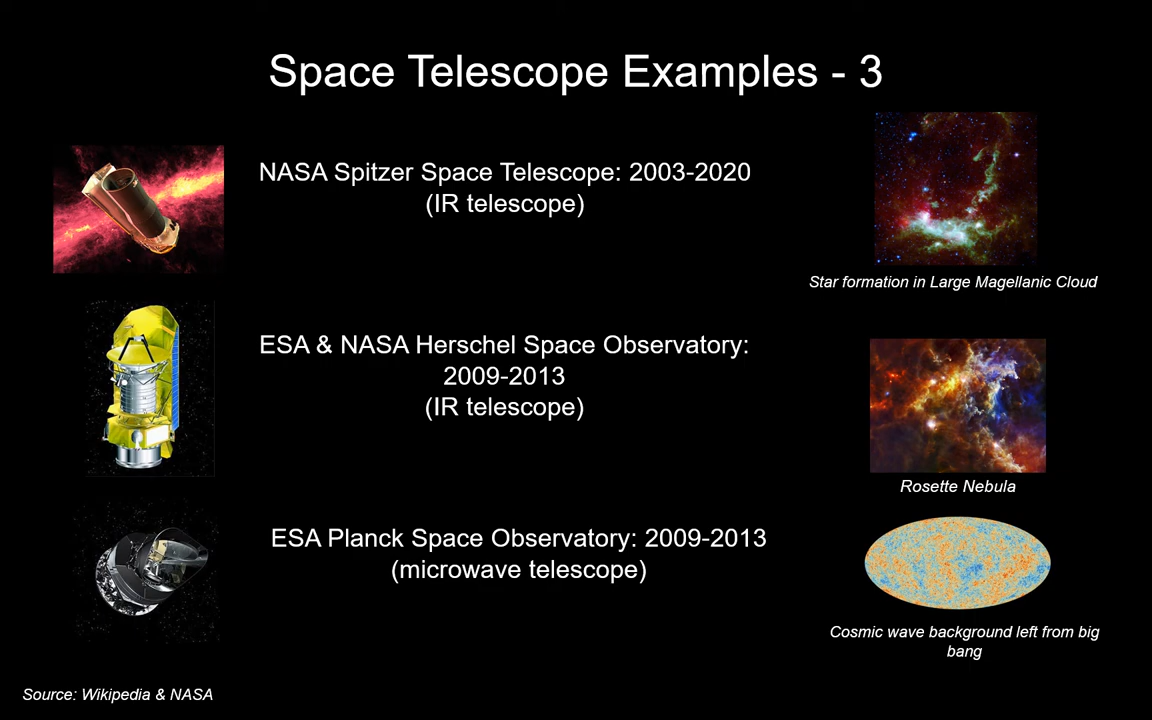 Space Telescope Examples - 3
NASA Spitzer Space Telescope: 2003-2020
(IR telescope)
Star formation in Large Magellanic Cloud
ESA & NASA Herschel Space Observatory:
2009-2013
(IR telescope)
Rosette Nebula
ESA Planck Space Observatory: 2009-2013
(microwave telescope)
Cosmic wave background left from big
bang
Source: Wikipedia & NASA